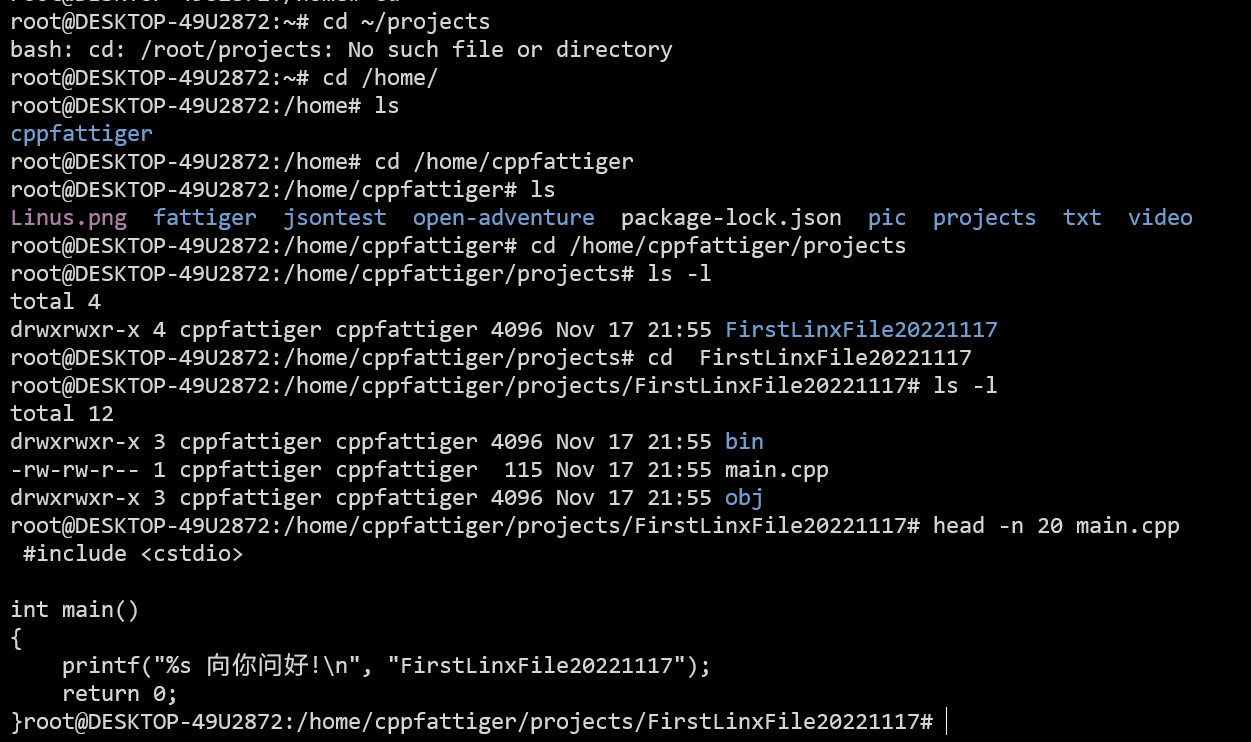 root@DESKTOP-49U2872:~# cd ~/projects
bash: cd: /root/projects: No such file or directory
root@DESKTOP-49U2872:~# cd /home/
root@DESKTOP-49U2872:/home# ls
cppfattiger
root@DESKTOP-49U2872:/home# cd /home/cppfattiger
root@DESKTOP-49U2872:/home/cppfattiger# ls
Linus.png  fattiger  jsontest  open-adventure  package-lock.json  pic  projects  txt  video
root@DESKTOP-49U2872:/home/cppfattiger# cd /home/cppfattiger/projects
root@DESKTOP-49U2872:/home/cppfattiger/projects# ls -l
total 4
drwxrwxr-x 4 cppfattiger cppfattiger 4096 Nov 17 21:55 FirstLinxFile20221117
root@DESKTOP-49U2872:/home/cppfattiger/projects# cd  FirstLinxFile20221117
root@DESKTOP-49U2872:/home/cppfattiger/projects/FirstLinxFile20221117# ls -l
total 12
drwxrwxr-x 3 cppfattiger cppfattiger 4096 Nov 17 21:55 bin
-rw-rw-r-- 1 cppfattiger cppfattiger  115 Nov 17 21:55 main.cpp
drwxrwxr-x 3 cppfattiger cppfattiger 4096 Nov 17 21:55 obj
root@DESKTOP-49U2872:/home/cppfattiger/projects/FirstLinxFile20221117# head -n 20 main.cpp
 #include <cstdio>

int main()
{
    printf("%s 向你问好!\n", "FirstLinxFile20221117");
    return 0;
}root@DESKTOP-49U2872:/home/cppfattiger/projects/FirstLinxFile20221117#